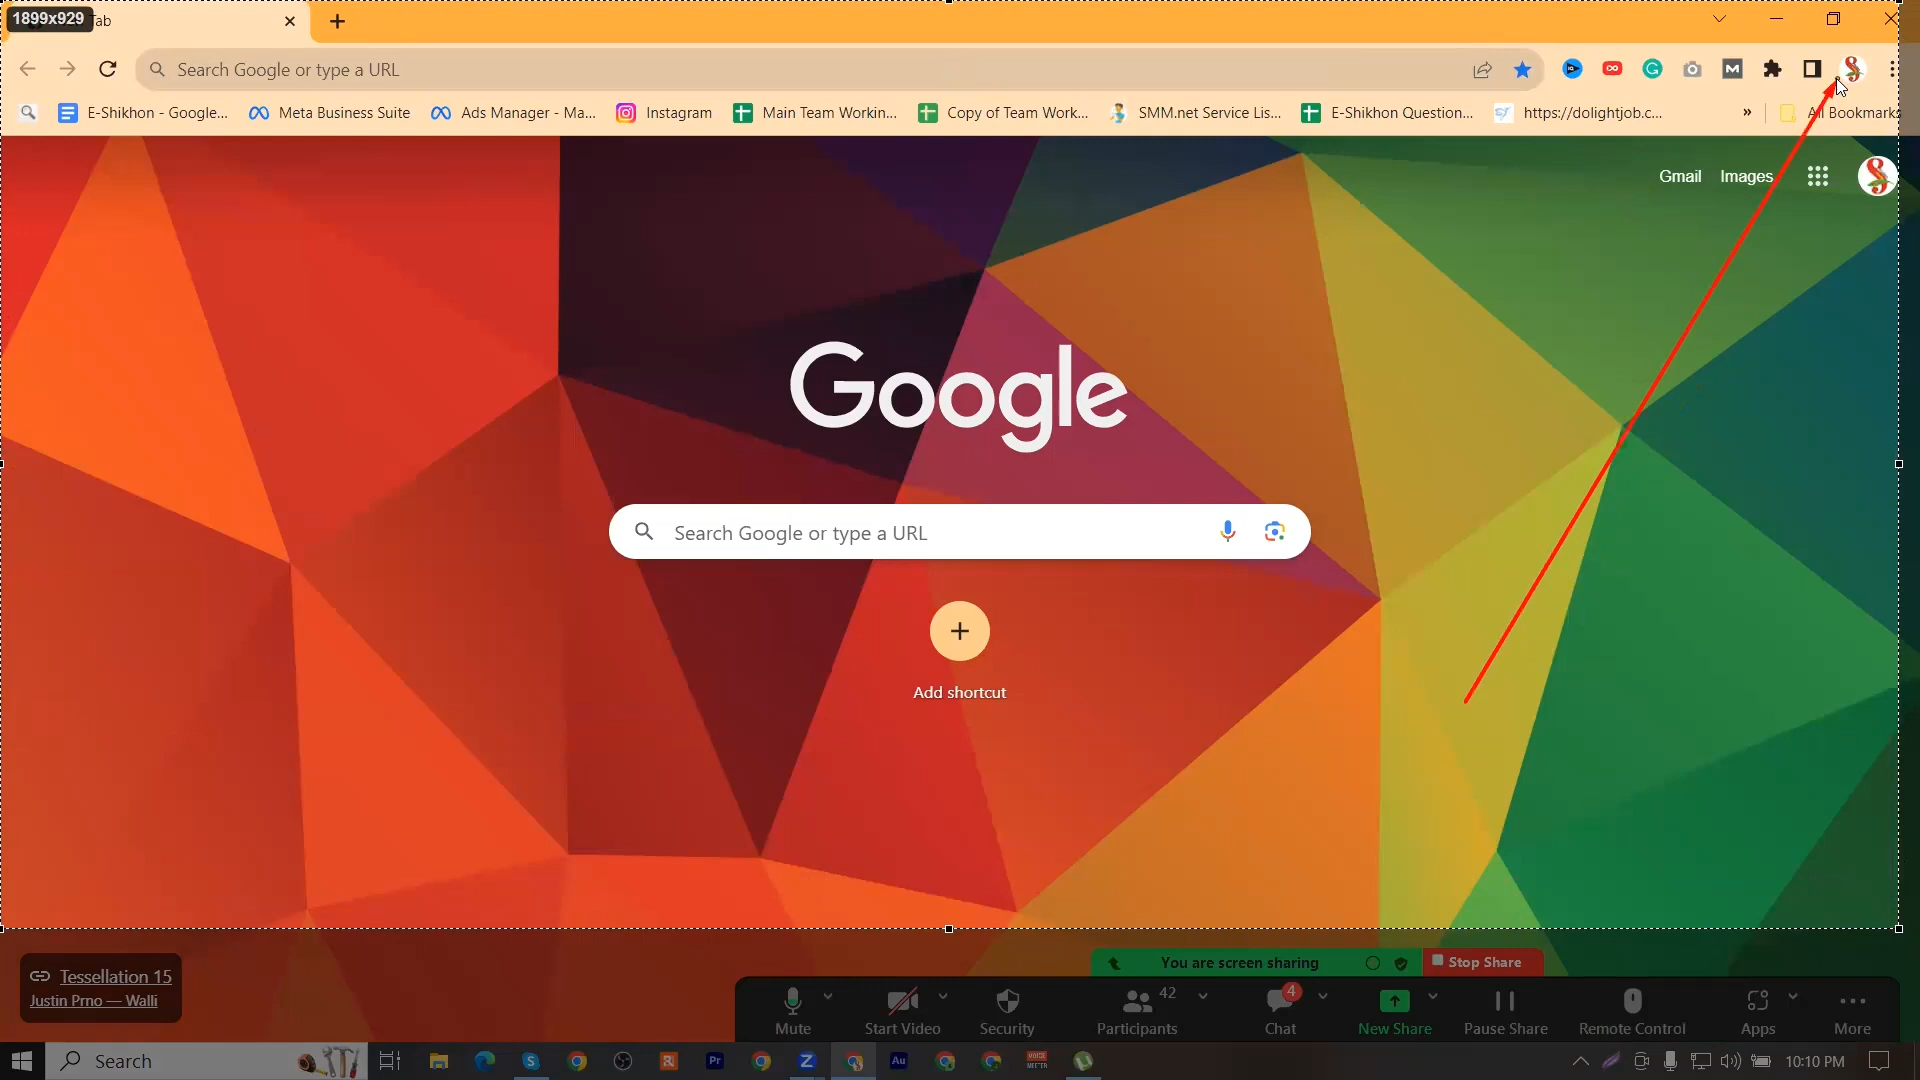 1899x929
Tab
Search Google or type a URL
E-Shikhon - Google...
Meta Business Suite
Ads Manager - Ma...
Instagram
Main Team Workin...
Copy of Team Work...
SMM.net Service Lis...
E-Shikhon Question...
https://dolightjob.c...
»
All Bookmarks
Gmail
Images
Google
Search Google or type a URL
Add shortcut
Tessellation 15
Justin Prno — Walli
You are screen sharing
Stop Share
Mute
Start Video
Security
42
Participants
4
Chat
New Share
Pause Share
Remote Control
Apps
More
Search
10:10 PM